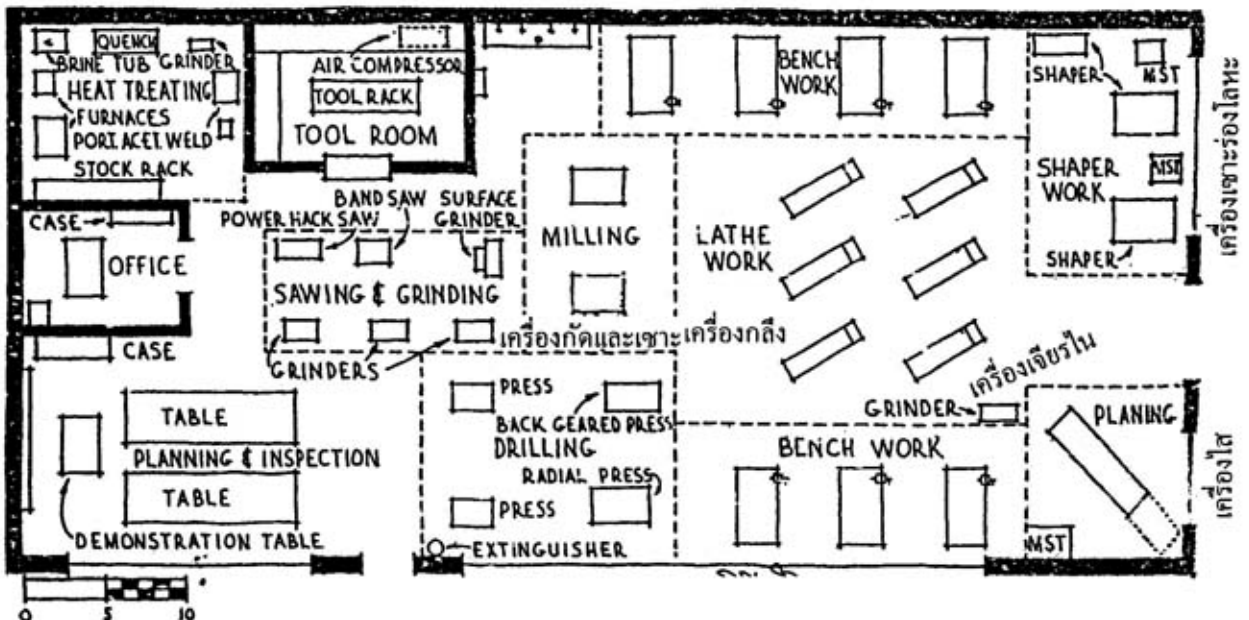 QUENCH
BRINE TUB
GRINDER
HEAT TREATING
FURNACES
PORT. ACET. WELD
STOCK RACK
AIR COMPRESSOR
TOOL RACK
TOOL ROOM
BENCH
WORK
SHAPER
MST
SHAPER
WORK
MST
SHAPER
เครื่องเซาะร่องโลหะ
CASE
OFFICE
POWER HACK SAW
BAND SAW
SURFACE
GRINDER
SAWING & GRINDING
MILLING
LATHE
WORK
เครื่องกัดและเซาะ
เครื่องกลึง
CASE
GRINDERS
เครื่องเจียรไน
GRINDER
TABLE
PLANNING & INSPECTION
TABLE
DEMONSTRATION TABLE
PRESS
BACK GEARED PRESS
DRILLING
RADIAL PRESS
PRESS
EXTINGUISHER
BENCH WORK
PLANING
MST
เครื่องไส
0 5 10